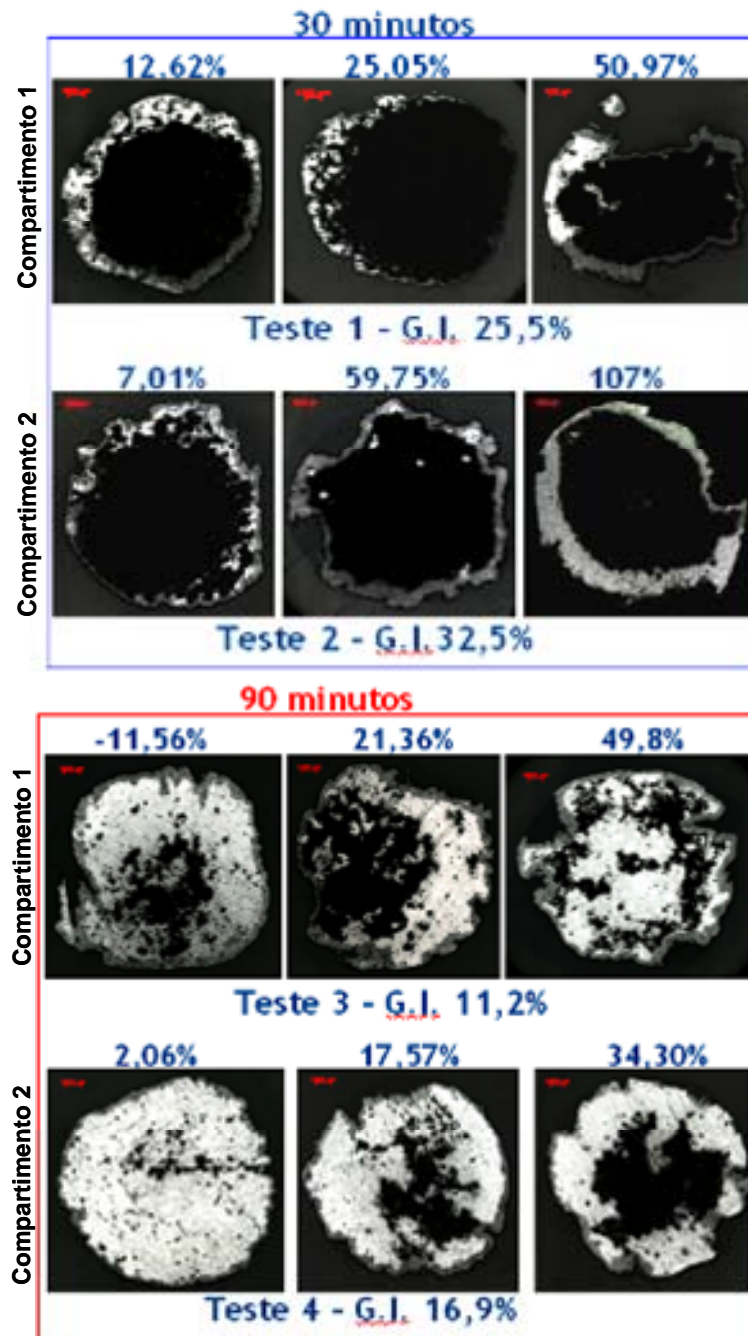 30 minutos
Compartimento 1
12,62% 25,05% 50,97%
Teste 1 - G.I. 25,5%
Compartimento 2
7,01% 59,75% 107%
Teste 2 - G.I.32,5%
90 minutos
Compartimento 1
-11,56% 21,36% 49,8%
Teste 3 - G.I. 11,2%
Compartimento 2
2,06% 17,57% 34,30%
Teste 4 - G.I. 16,9%